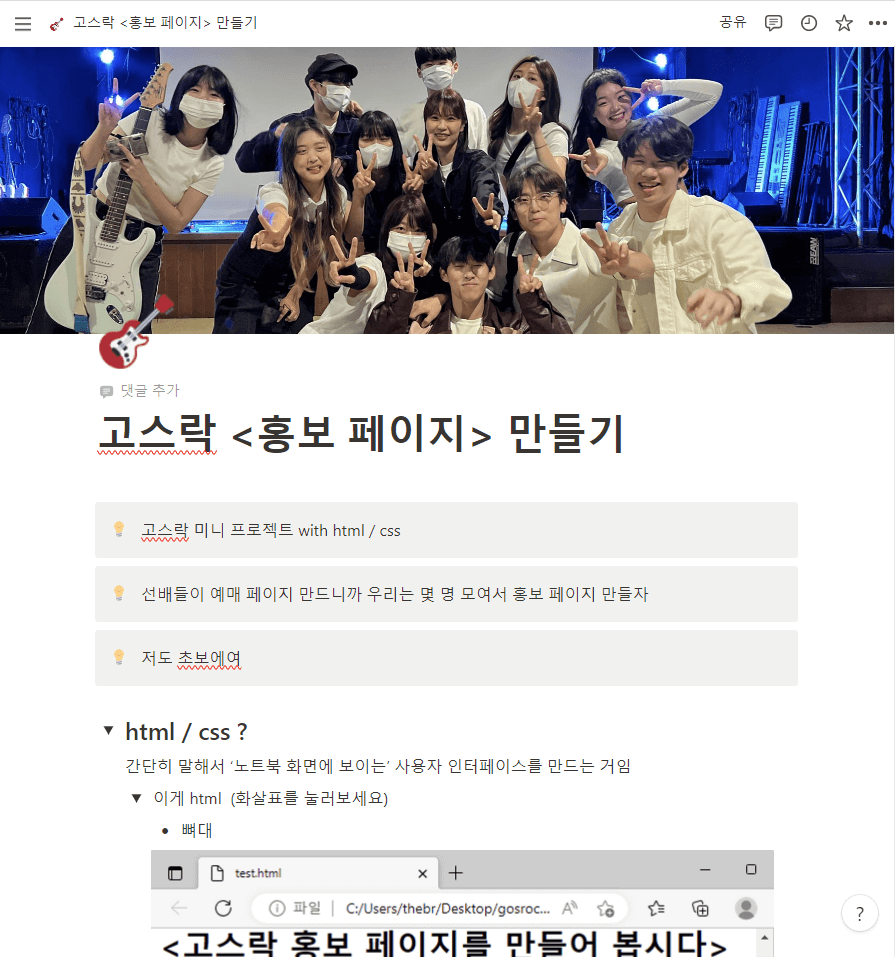 고스락 <홍보 페이지> 만들기
공유
댓글 추가
고스락 <홍보 페이지> 만들기
고스락 미니 프로젝트 with html / css
선배들이 예매 페이지 만드니까 우리는 몇 명 모여서 홍보 페이지 만들자
저도 초보에여
html / css ?
간단히 말해서 ‘노트북 화면에 보이는’ 사용자 인터페이스를 만드는 거임
이게 html (화살표를 눌러보세요)
• 뼈대
test.html
파일 | C:/Users/thebr/Desktop/gosroc...
<고스락 홍보 페이지를 만들어 봅시다>
?